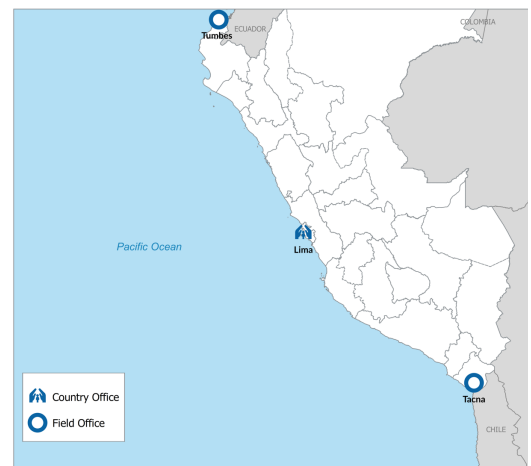 Tumbes
ECUADOR
COLOMBIA
Pacific Ocean
Lima
Country Office
Field Office
Tacna
CHILE